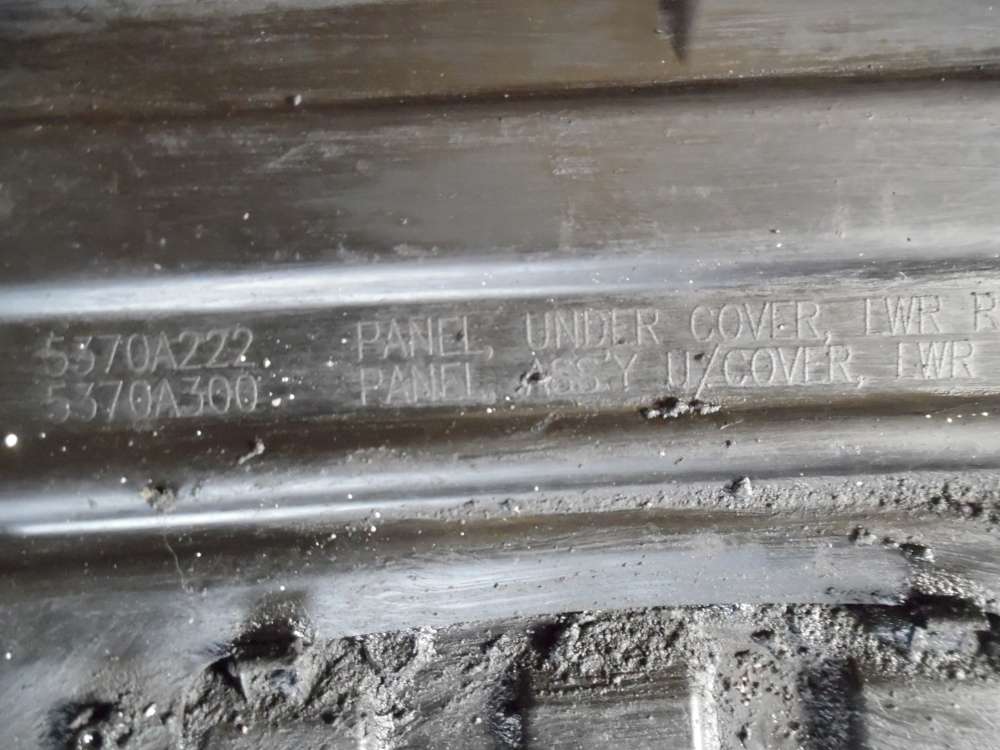 5370A222 PANEL, UNDER COVER, LWR R
5370A300 PANEL ASS'Y U/COVER, LWR